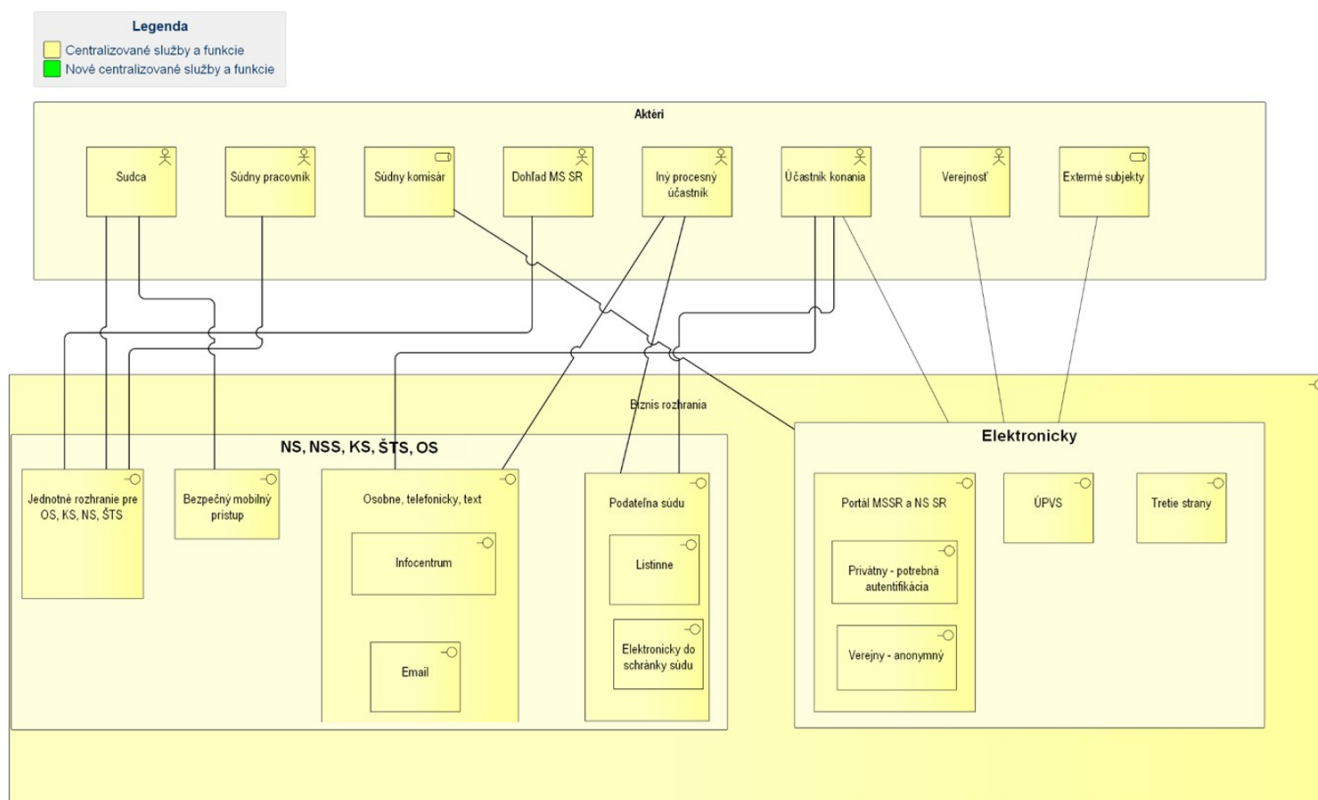 Legenda
Centralizované služby a funkcie
Nové centralizované služby a funkcie
Aktéri
Sudca
Súdny pracovník
Súdny komisár
Dohľad MS SR
Iný procesný
účastník
Účastník konania
Verejnosť
Extermé subjekty
Biznis rozhrania
NS, NSS, KS, ŠTS, OS
Jednotné rozhranie pre
OS, KS, NS, ŠTS
Bezpečný mobilný
prístup
Osobne, telefonicky, text
Infocentrum
Email
Podateľna súdu
Listinne
Elektronicky do
schránky súdu
Elektronicky
Portál MSSR a NS SR
Privátny - potrebná
autentifikácia
Verejny - anonymný
ÚPVS
Tretie strany